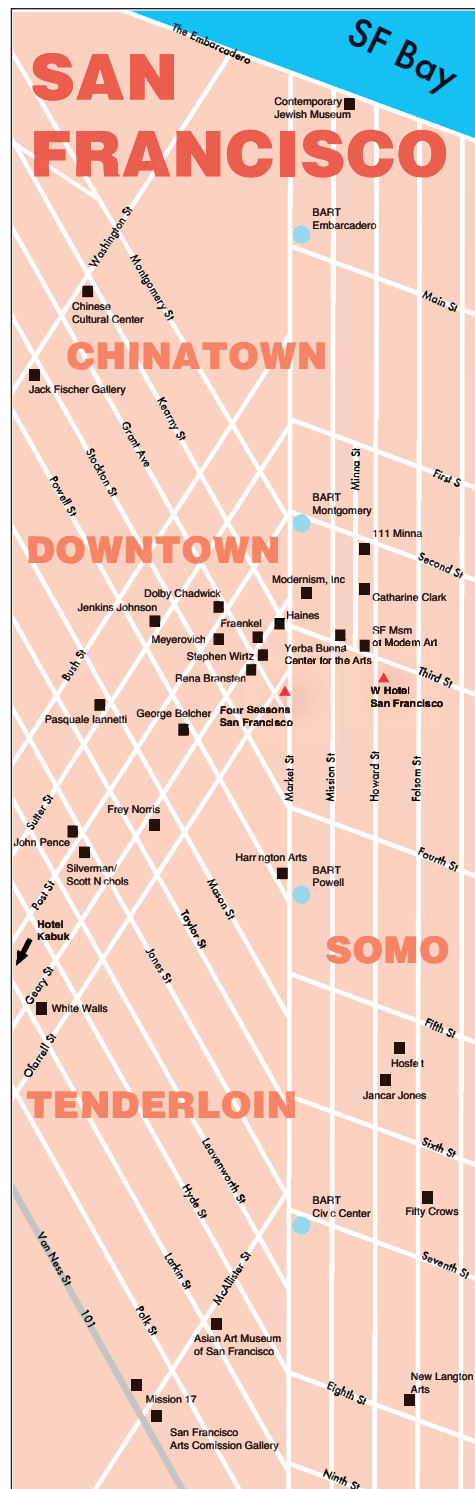 The Embarcadero
SF Bay
SAN
FRANCISCO
Contemporary
Jewish Museum
BART
Embarcadero
Washington St
Montgomery St
Main St
Chinese
Cultural Center
CHINATOWN
Jack Fischer Gallery
Kearny St
Grant Ave
Stockton St
Powell St
Minna St
First S
BART
Montgomery
111 Minna
DOWNTOWN
Second St
Modernism, Inc
Catharine Clark
Dolby Chadwick
Jenkins Johnson
Haines
Fraenkel
Meyerovich
SF Msm
of Modern Art
Yerba Buena
Center for the Arts
Stephen Wirtz
Rena Bransten
Bush St
Third St
W Hotel
San Francisco
Four Seasons
San Francisco
Pasquale Iannetti
George Belcher
Market St
Mission St
Howard St
Folsom St
Sutter St
Frey Norris
John Pence
Silverman/
Scott Nichols
Fourth St
Harrington Arts
BART
Powell
Post St
Mason St
Taylor St
Hotel
Kabuk
Jones St
SOMO
Geary St
White Walls
Ofarrell St
Fifth St
Hosfe t
Jancar Jones
TENDERLOIN
Sixth St
Leavenworth St
Hyde St
BART
Civic Center
Fifty Crows
Van Ness St
101
Larkin St
McAllister St
Seventh St
Polk St
Asian Art Museum
of San Francisco
New Langton
Arts
Mission 17
Eighth St
San Francisco
Arts Comission Gallery
Ninth St